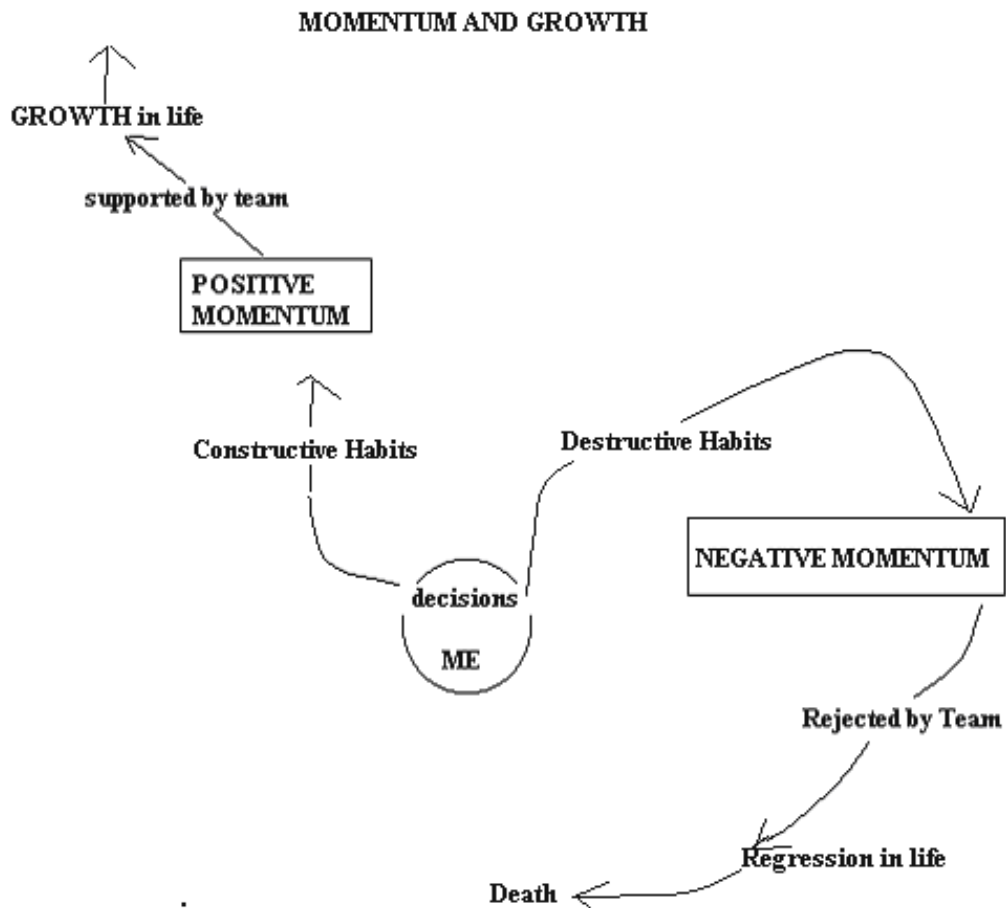 MOMENTUM AND GROWTH
GROWTH in life
supported by team
POSITIVE
MOMENTUM
Constructive Habits
Destructive Habits
NEGATIVE MOMENTUM
decisions
ME
Rejected by Team
Regression in life
Death
.